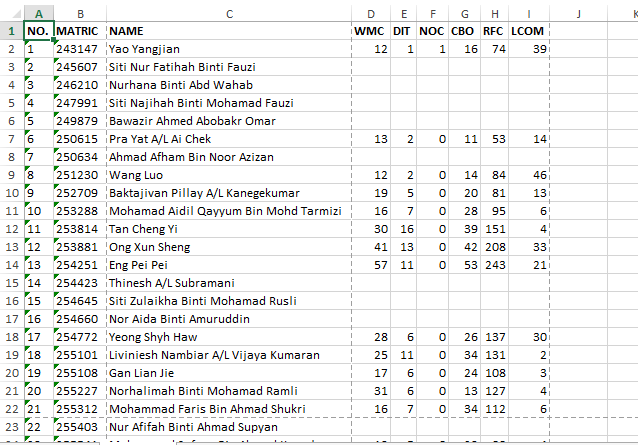 A B C D E F G H I J K
1 NO. MATRIC NAME WMC DIT NOC CBO RFC LCOM
2 1 243147 Yao Yangjian 12 1 1 16 74 39
3 2 245607 Siti Nur Fatihah Binti Fauzi
4 3 246210 Nurhana Binti Abd Wahab
5 4 247991 Siti Najihah Binti Mohamad Fauzi
6 5 249879 Bawazir Ahmed Abobakr Omar
7 6 250615 Pra Yat A/L Ai Chek 13 2 0 11 53 14
8 7 250634 Ahmad Afham Bin Noor Azizan
9 8 251230 Wang Luo 12 2 0 14 84 46
10 9 252709 Baktajivan Pillay A/L Kanegekumar 19 5 0 20 81 13
11 10 253288 Mohamad Aidil Qayyum Bin Mohd Tarmizi 16 7 0 28 95 6
12 11 253814 Tan Cheng Yi 30 16 0 39 151 4
13 12 253881 Ong Xun Sheng 41 13 0 42 208 33
14 13 254251 Eng Pei Pei 57 11 0 53 243 21
15 14 254423 Thinesh A/L Subramani
16 15 254645 Siti Zulaikha Binti Mohamad Rusli
17 16 254660 Nor Aida Binti Amuruddin
18 17 254772 Yeong Shyh Haw 28 6 0 26 137 30
19 18 255101 Liviniesh Nambiar A/L Vijaya Kumaran 25 11 0 34 131 2
20 19 255108 Gan Lian Jie 17 6 0 24 108 3
21 20 255227 Norhalimah Binti Mohamad Ramli 31 6 0 13 127 4
22 21 255312 Mohammad Faris Bin Ahmad Shukri 16 7 0 34 112 6
23 22 255403 Nur Afifah Binti Ahmad Supyan